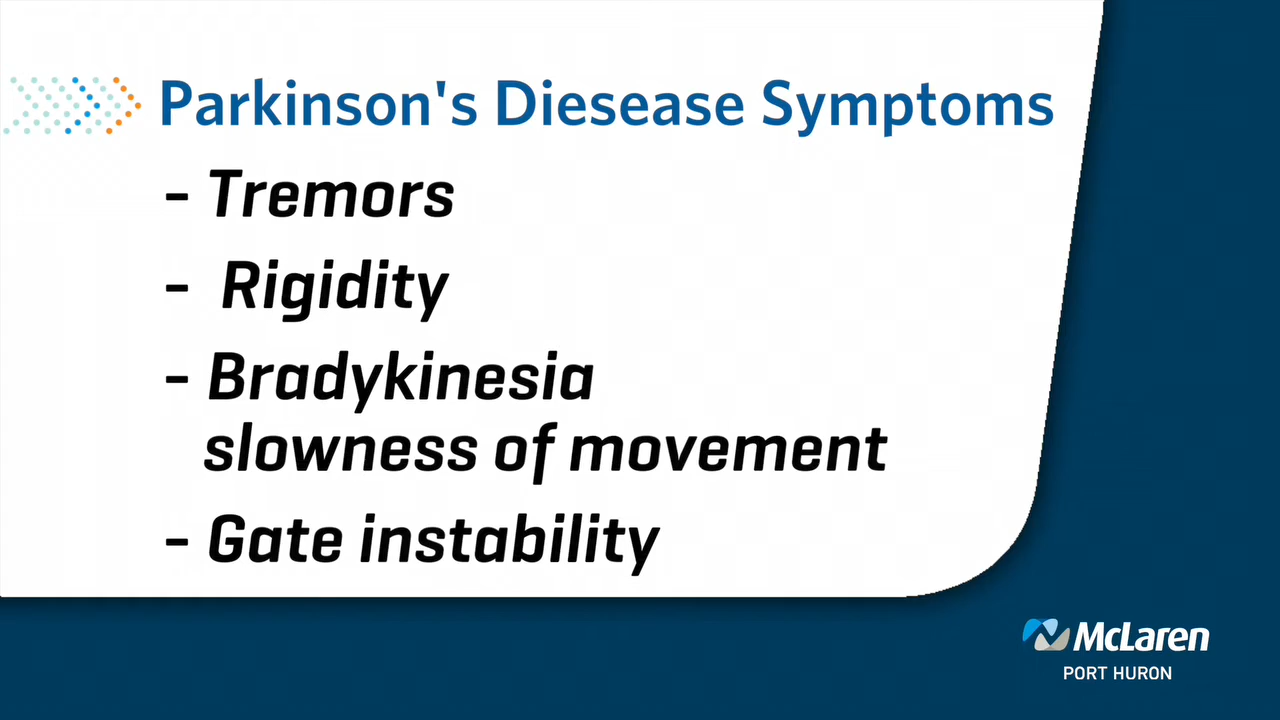 Parkinson's Diesease Symptoms
- Tremors
- Rigidity
- Bradykinesia
slowness of movement
- Gate instability
McLaren
PORT HURON